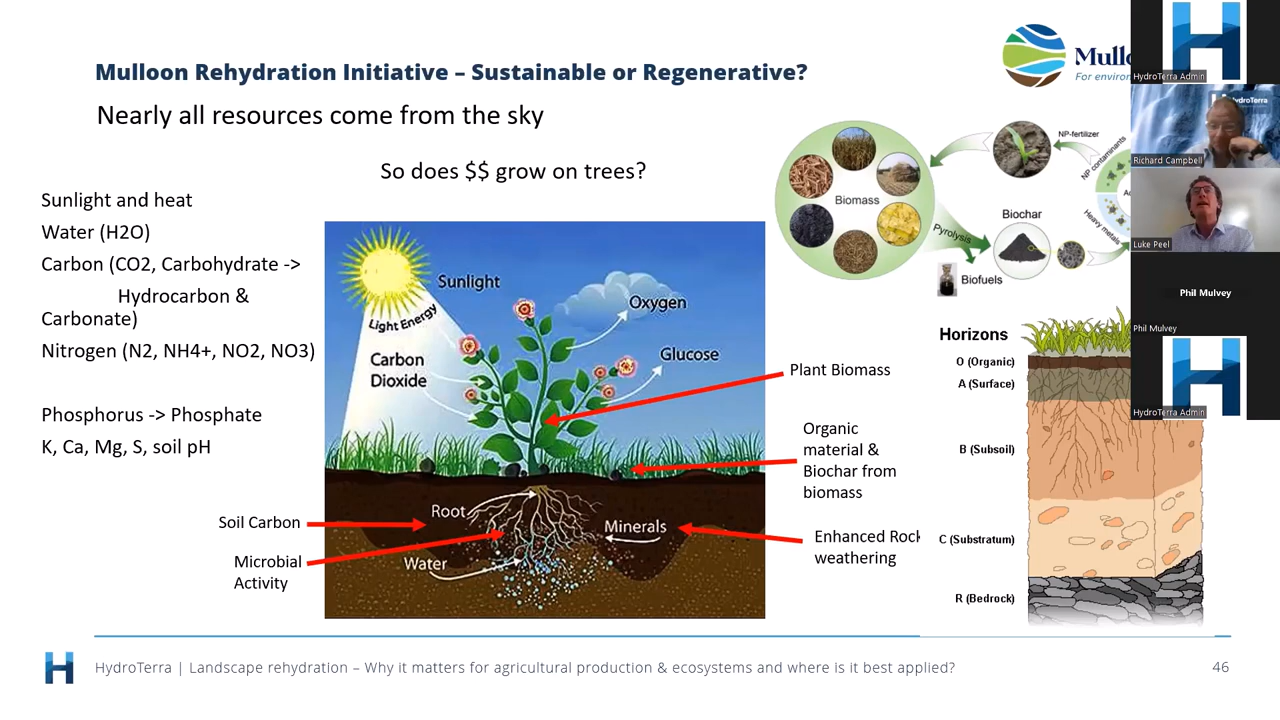 Mulloon Rehydration Initiative – Sustainable or Regenerative?
Nearly all resources come from the sky
So does $$ grow on trees?
Sunlight and heat
Water (H2O)
Carbon (CO2, Carbohydrate ->
Hydrocarbon &
Carbonate)
Nitrogen (N2, NH4+, NO2, NO3)
Phosphorus -> Phosphate
K, Ca, Mg, S, soil pH
Soil Carbon
Microbial
Activity
Sunlight
Light Energy
Oxygen
Carbon
Dioxide
Glucose
Root
Minerals
Water
Plant Biomass
Organic
material &
Biochar from
biomass
Enhanced Rock
weathering
Biomass
Pyrolysis
Biofuels
Biochar
NP-fertilizer
NP contaminants
Heavy metals
Horizons
O (Organic)
A (Surface)
B (Subsoil)
C (Substratum)
R (Bedrock)
For environ
HydroTerra Admin
HydroTerra
Richard Campbell
Luke Peel
Phil Mulvey
Phil Mulvey
HydroTerra Admin
HydroTerra | Landscape rehydration – Why it matters for agricultural production & ecosystems and where is it best applied?
46